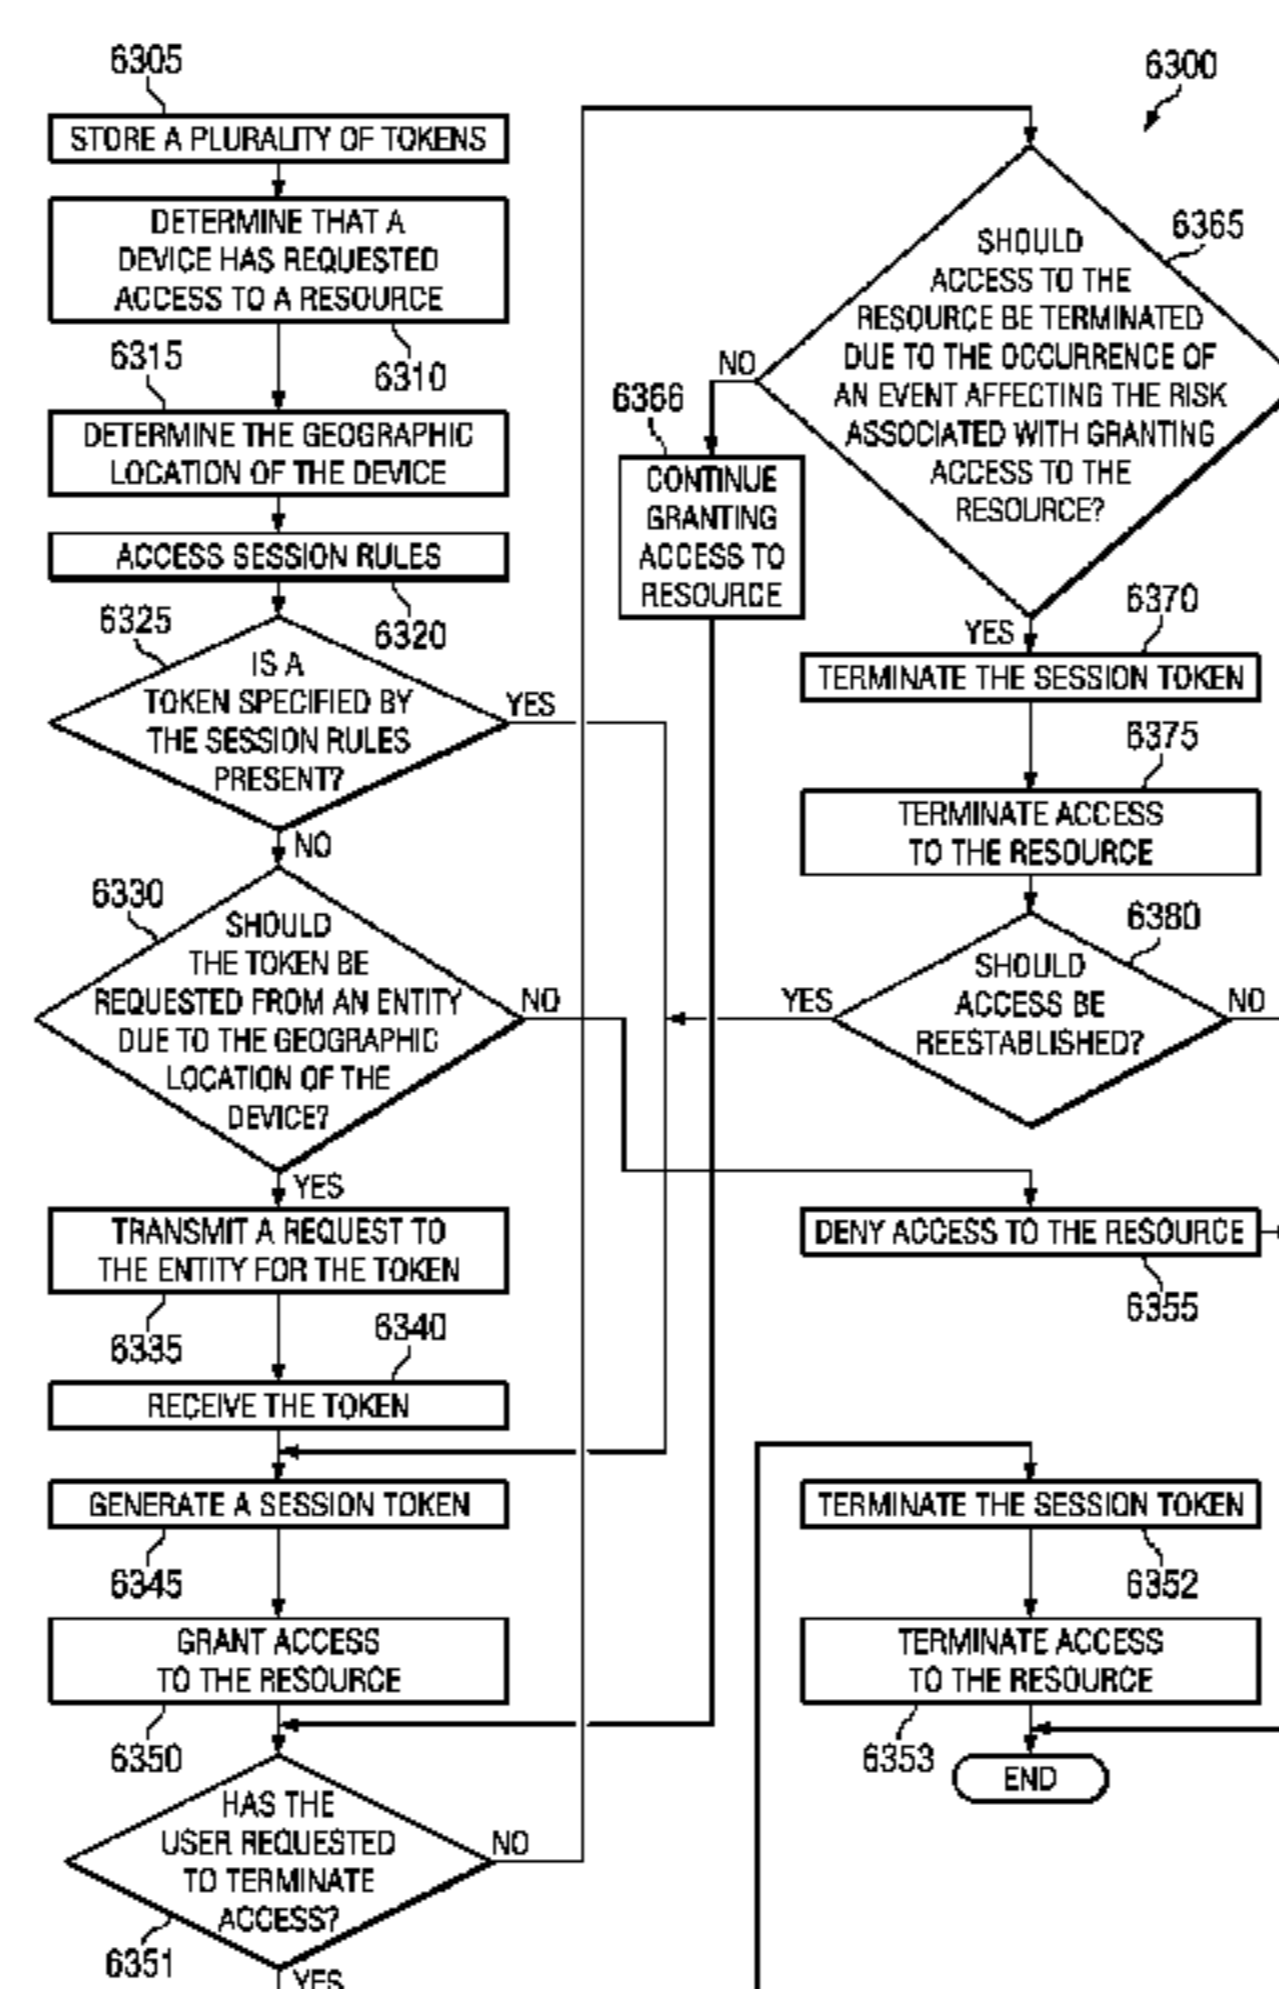 6305
STORE A PLURALITY OF TOKENS
DETERMINE THAT A
DEVICE HAS REQUESTED
ACCESS TO A RESOURCE
6310
6315
DETERMINE THE GEOGRAPHIC
LOCATION OF THE DEVICE
ACCESS SESSION RULES
6320
6325
IS A
TOKEN SPECIFIED BY
THE SESSION RULES
PRESENT?
YES
NO
6330
SHOULD
THE TOKEN BE
REQUESTED FROM AN ENTITY
DUE TO THE GEOGRAPHIC
LOCATION OF THE
DEVICE?
NO
YES
TRANSMIT A REQUEST TO
THE ENTITY FOR THE TOKEN
6335
6340
RECEIVE THE TOKEN
GENERATE A SESSION TOKEN
6345
GRANT ACCESS
TO THE RESOURCE
6350
HAS THE
USER REQUESTED
TO TERMINATE
ACCESS?
NO
6351
YES
6300
6365
SHOULD
ACCESS TO THE
RESOURCE BE TERMINATED
DUE TO THE OCCURRENCE OF
AN EVENT AFFECTING THE RISK
ASSOCIATED WITH GRANTING
ACCESS TO THE
RESOURCE?
NO
6366
CONTINUE
GRANTING
ACCESS TO
RESOURCE
YES
6370
TERMINATE THE SESSION TOKEN
6375
TERMINATE ACCESS
TO THE RESOURCE
6380
SHOULD
ACCESS BE
REESTABLISHED?
YES
NO
DENY ACCESS TO THE RESOURCE
6355
TERMINATE THE SESSION TOKEN
6352
TERMINATE ACCESS
TO THE RESOURCE
6353
END